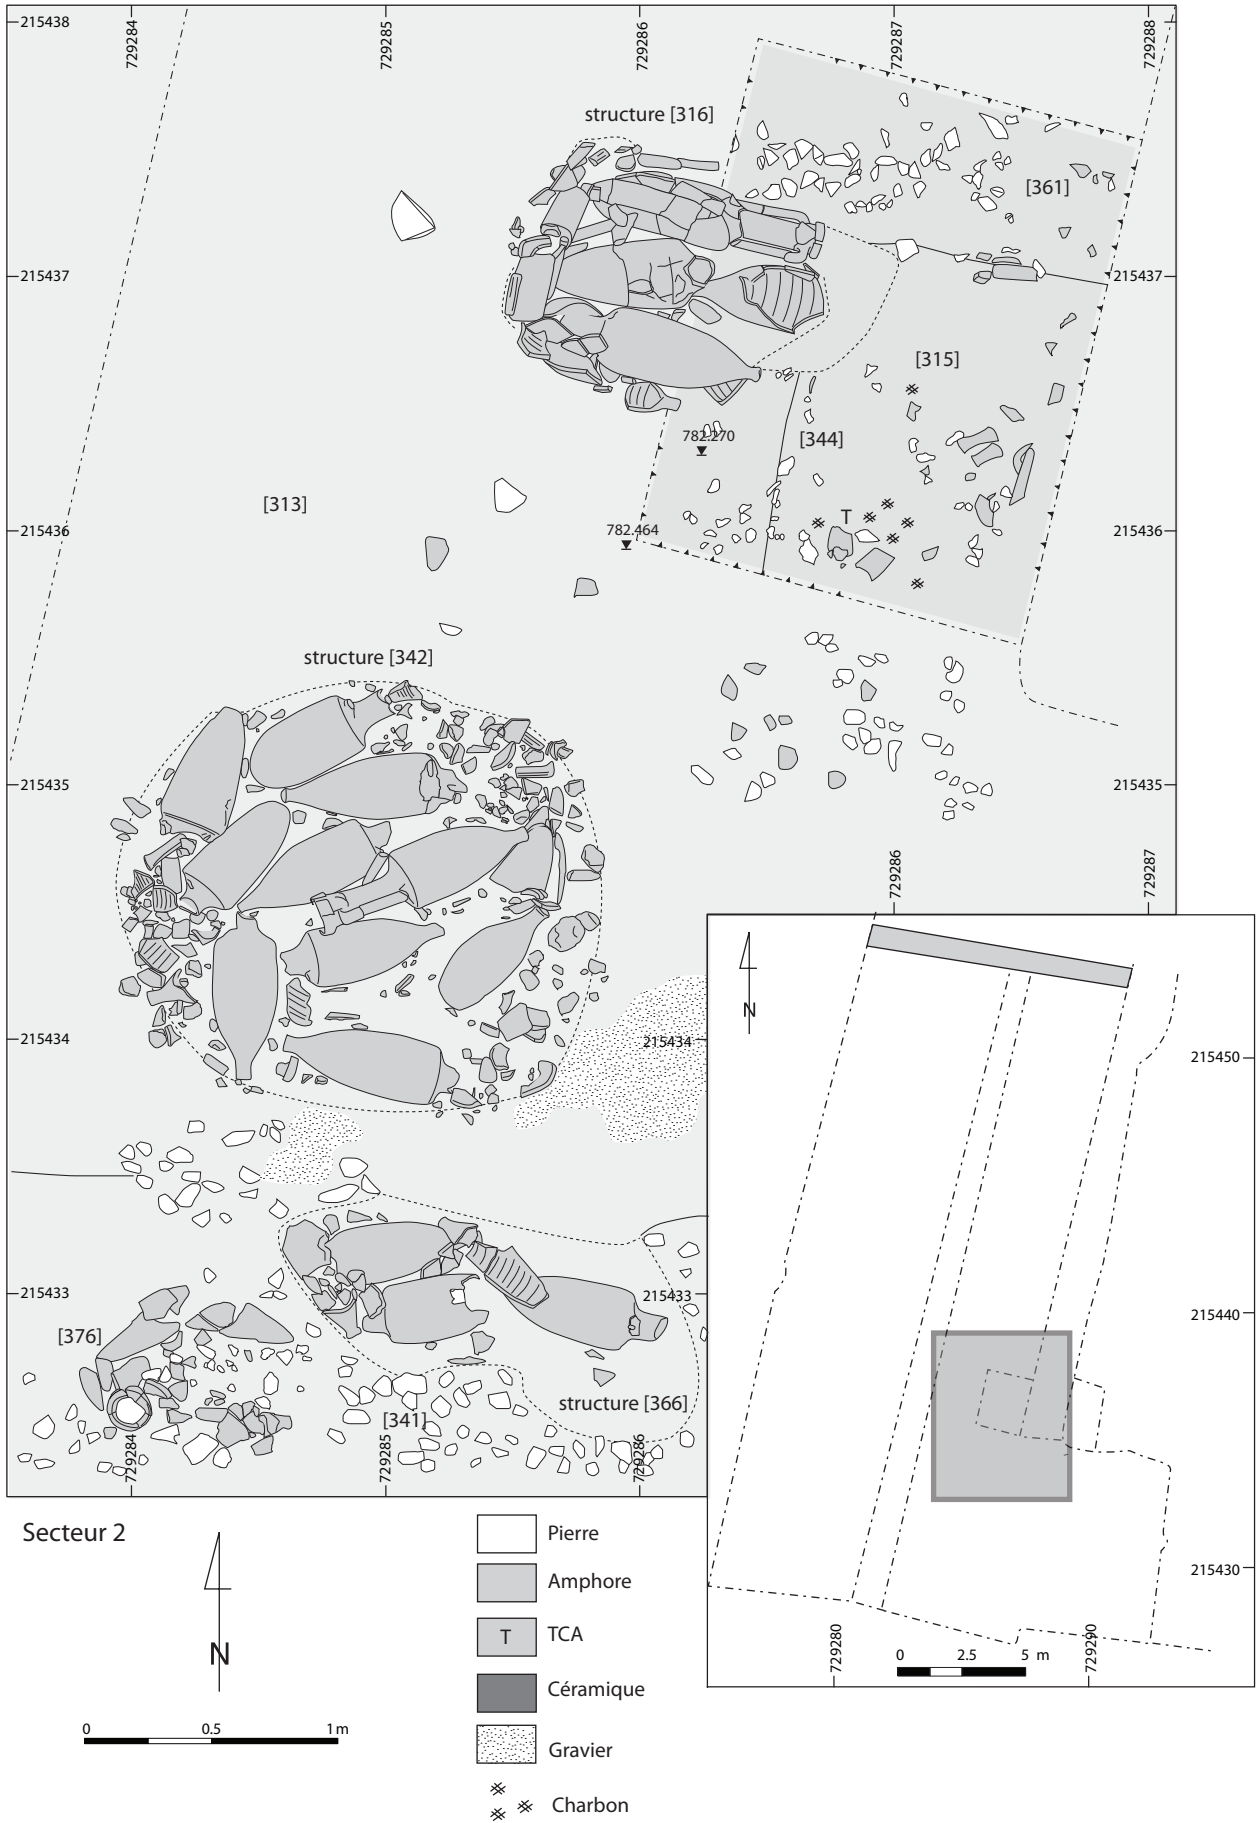 215438
729284
729285
729286
729287
729288
structure [316]
[361]
215437
215437
[315]
782.270
[344]
[313]
T
215436
782.464
215436
structure [342]
215435
215435
729286
729287
N
215434
215434
215450
215433
215433
215440
[376]
structure [366]
[341]
729284
729285
729286
215430
729280
729290
0 2.5 5 m
Secteur 2
N
0 0.5 1 m
Pierre
Amphore
T TCA
Céramique
Gravier
Charbon